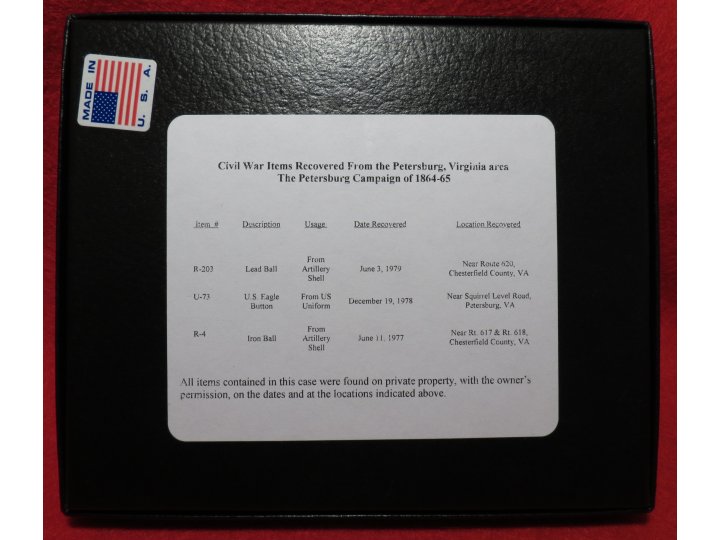 MADE IN
U. S. A.
Civil War Items Recovered From the Petersburg, Virginia area
The Petersburg Campaign of 1864-65
Item # Description Usage Date Recovered Location Recovered
R-203 Lead Ball From Artillery Shell June 3, 1979 Near Route 620, Chesterfield County, VA
U-73 U.S. Eagle Button From US Uniform December 19, 1978 Near Squirrel Level Road, Petersburg, VA
R-4 Iron Ball From Artillery Shell June 11, 1977 Near Rt. 617 & Rt. 618, Chesterfield County, VA
All items contained in this case were found on private property, with the owner's
permission, on the dates and at the locations indicated above.